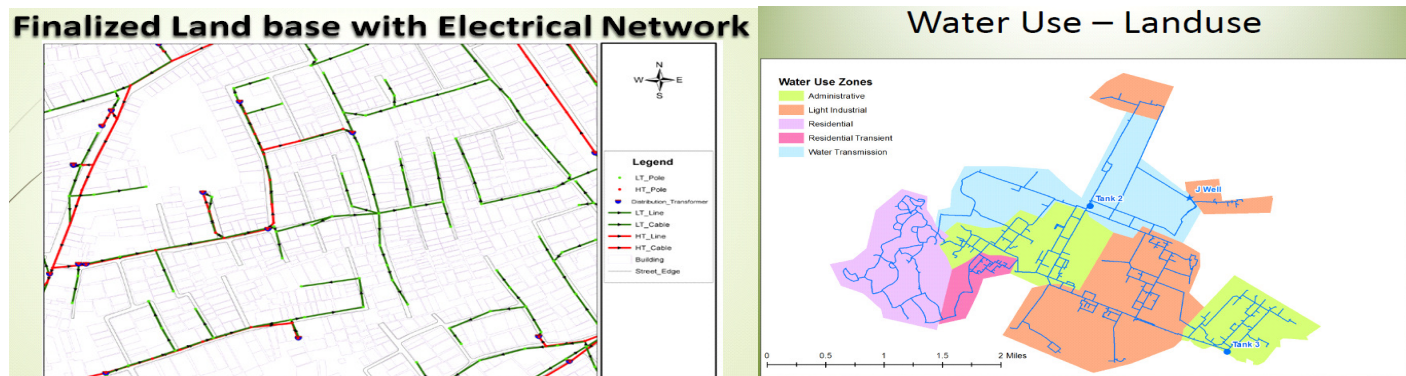 Finalized Land base with Electrical Network
N
W E
S
Legend
LT_Pole
HT_Pole
Distribution_Transformer
LT_Line
LT_Cable
HT_Line
HT_Cable
Building
Street_Edge
Water Use – Landuse
Water Use Zones
Administrative
Light Industrial
Residential
Residential Transient
Water Transmission
J Well
Tank 2
Tank 3
0 0.5 1 1.5 2 Miles